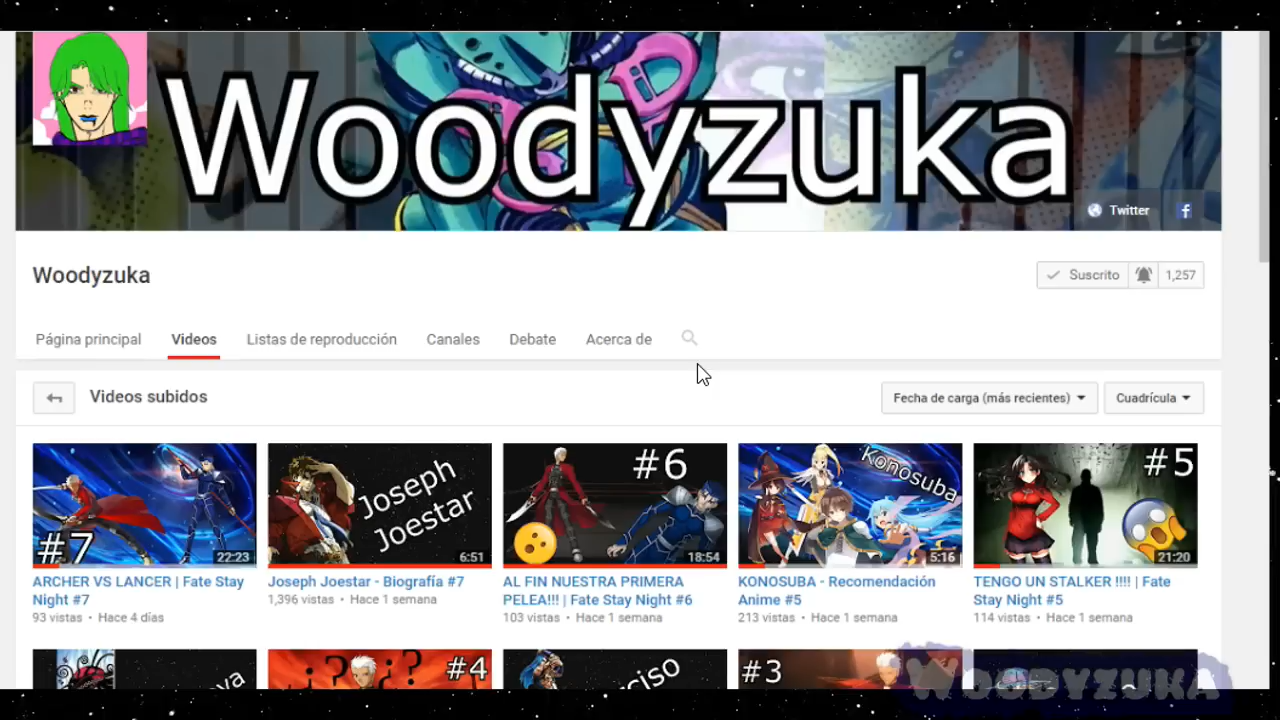 Woodyzuka
Twitter
Woodyzuka
Suscrito 1,257
Página principal Videos Listas de reproducción Canales Debate Acerca de
Videos subidos
Fecha de carga (más recientes) Cuadrícula
#7
22:23
ARCHER VS LANCER | Fate Stay
Night #7
93 vistas • Hace 4 días
Joseph
Joestar
6:51
Joseph Joestar - Biografía #7
1,396 vistas • Hace 1 semana
#6
18:54
AL FIN NUESTRA PRIMERA
PELEA!!! | Fate Stay Night #6
103 vistas • Hace 1 semana
Konosuba
5:16
KONOSUBA - Recomendación
Anime #5
213 vistas • Hace 1 semana
#5
21:20
TENGO UN STALKER !!!! | Fate
Stay Night #5
114 vistas • Hace 1 semana
¿? ¿?
#4
#3
WOODYZUKA